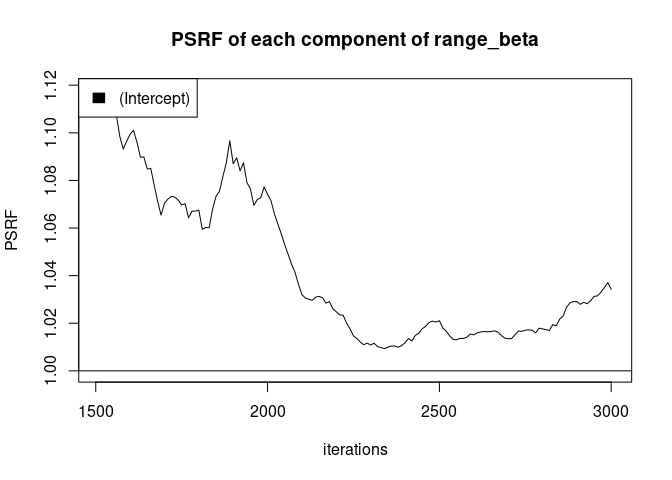 PSRF of each component of range_beta
(Intercept)
1.12
1.10
1.08
1.06
1.04
1.02
1.00
PSRF
1500 2000 2500 3000
iterations